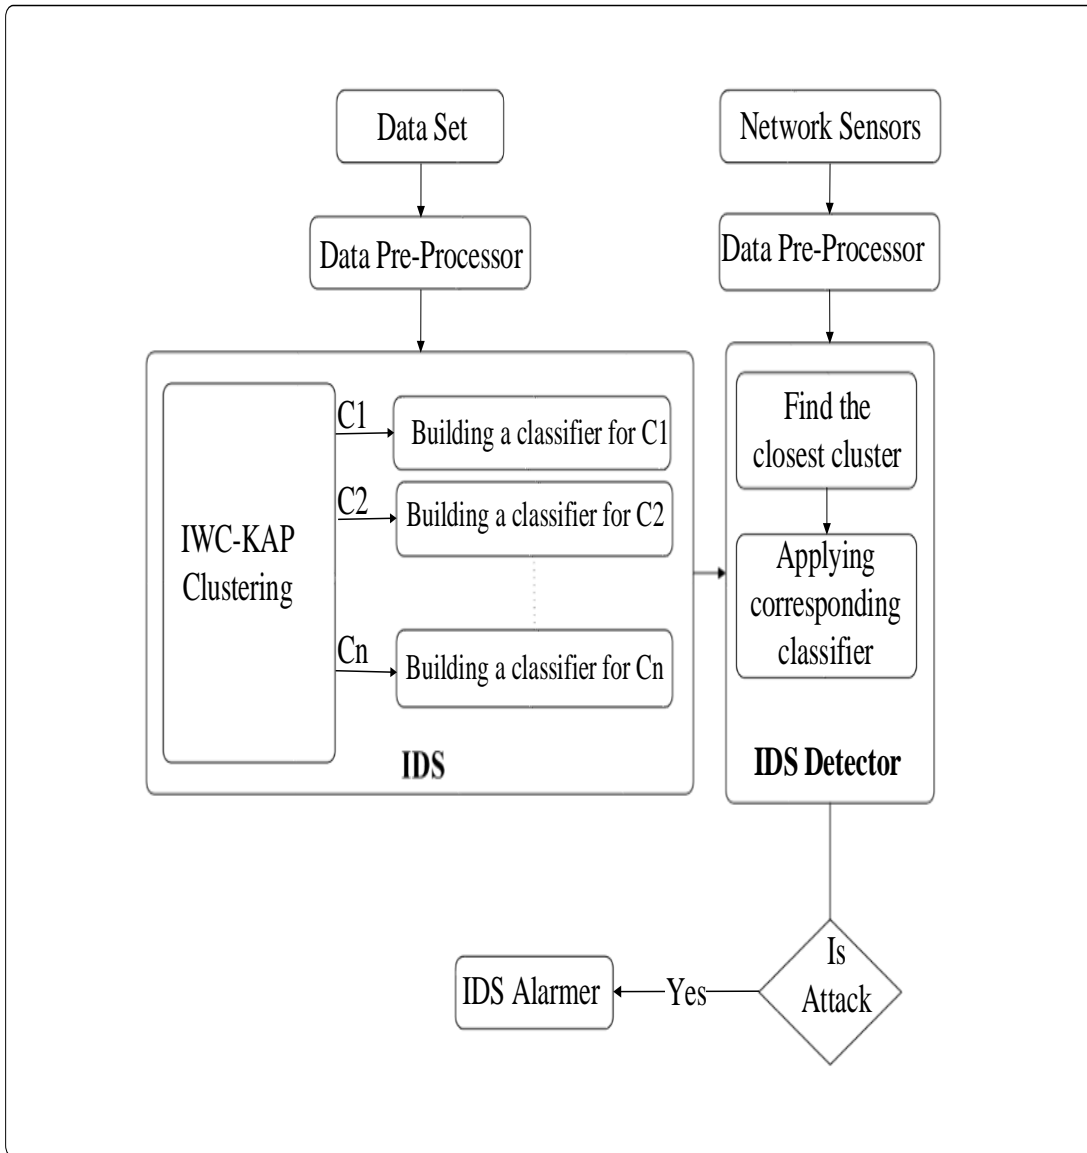 Data Set
Network Sensors
Data Pre-Processor
Data Pre-Processor
IWC-KAP
Clustering
C1
Building a classifier for C1
C2
Building a classifier for C2
Cn
Building a classifier for Cn
IDS
Find the
closest cluster
Applying
corresponding
classifier
IDS Detector
Is
Attack
Yes
IDS Alarmer